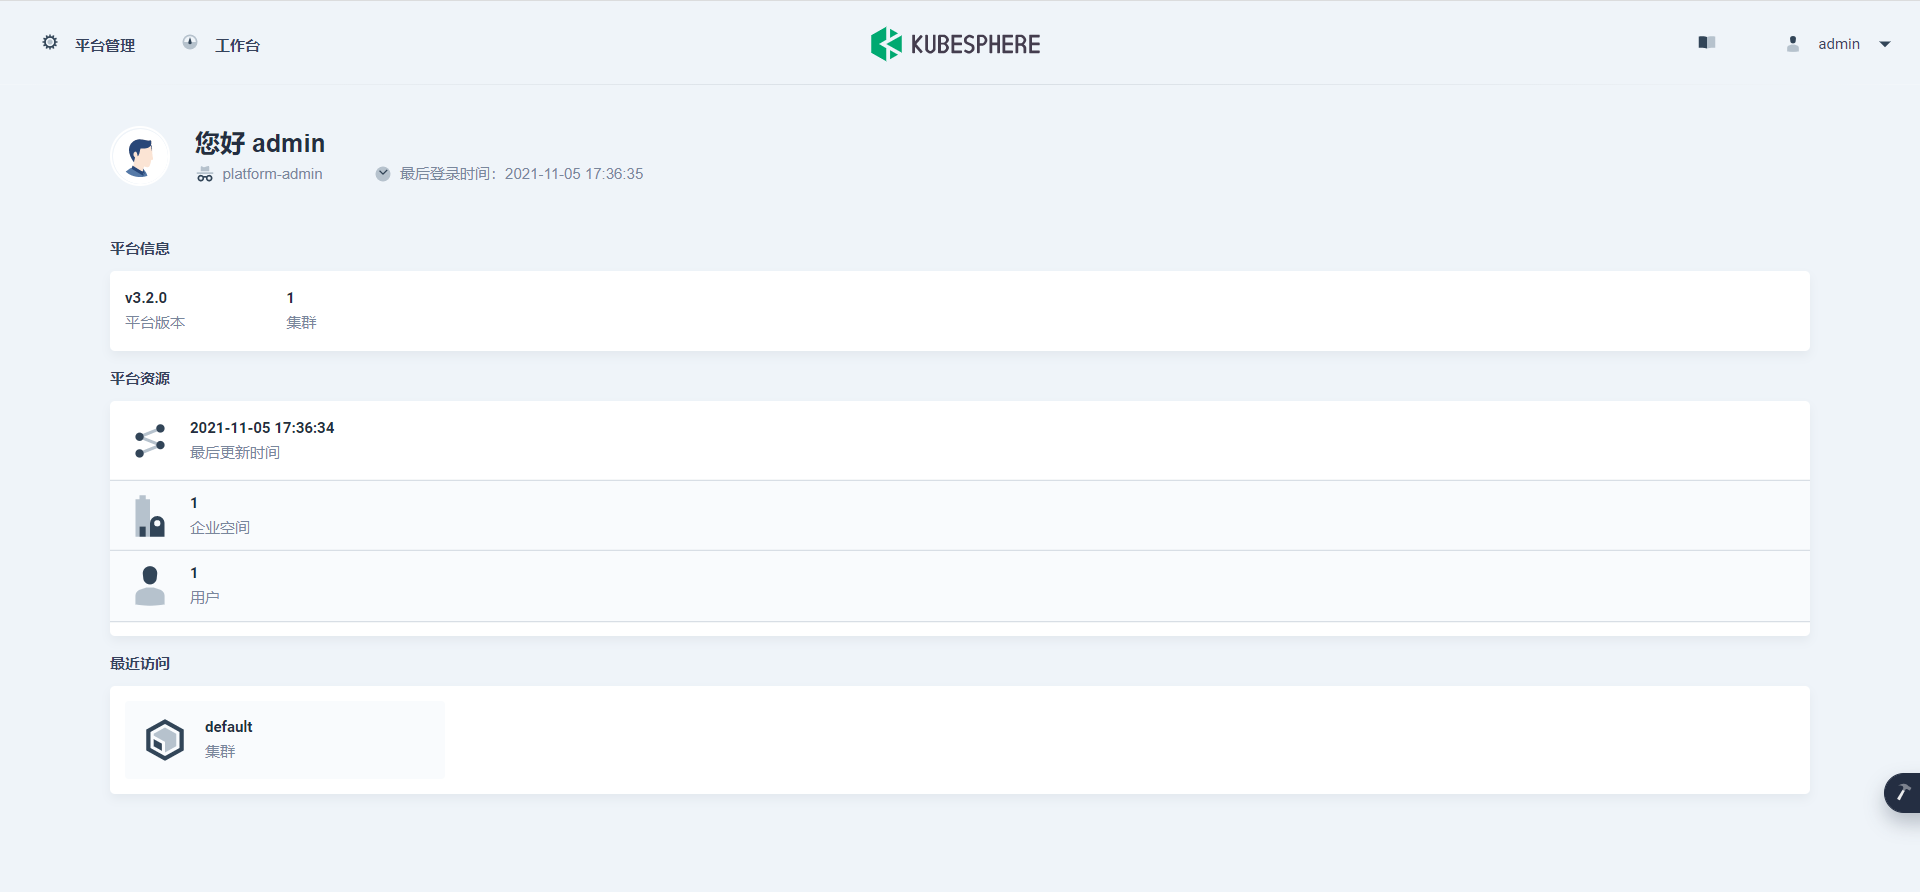 平台管理 工作台 KUBESPHERE admin
您好 admin
platform-admin 最后登录时间：2021-11-05 17:36:35
平台信息
v3.2.0 1
平台版本 集群
平台资源
2021-11-05 17:36:34
最后更新时间
1
企业空间
1
用户
最近访问
default
集群